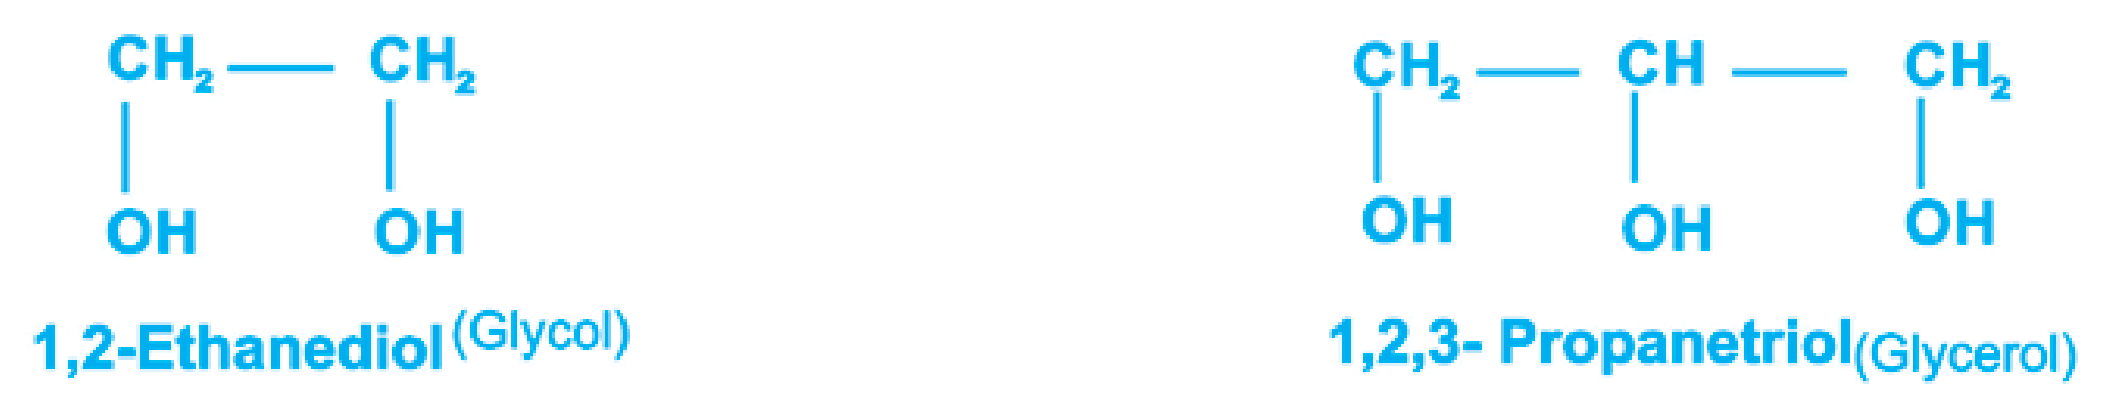 CH₂ — CH₂
OH OH
1,2-Ethanediol (Glycol)
CH₂ — CH — CH₂
OH OH OH
1,2,3- Propanetriol (Glycerol)